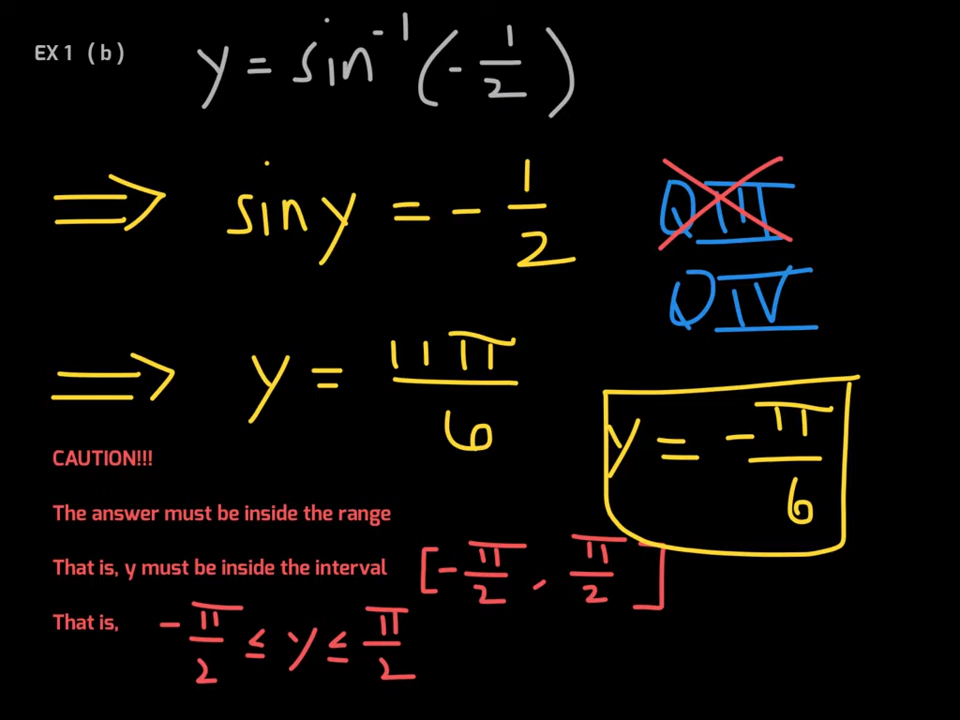 EX 1 ( b )
y = sin⁻¹ (- 1/2)
⟹ sin y = - 1/2
QIII
QIV
⟹ y = 11π/6
y = - π/6
CAUTION!!!
The answer must be inside the range
That is, y must be inside the interval [- π/2 , π/2]
That is, - π/2 ≤ y ≤ π/2